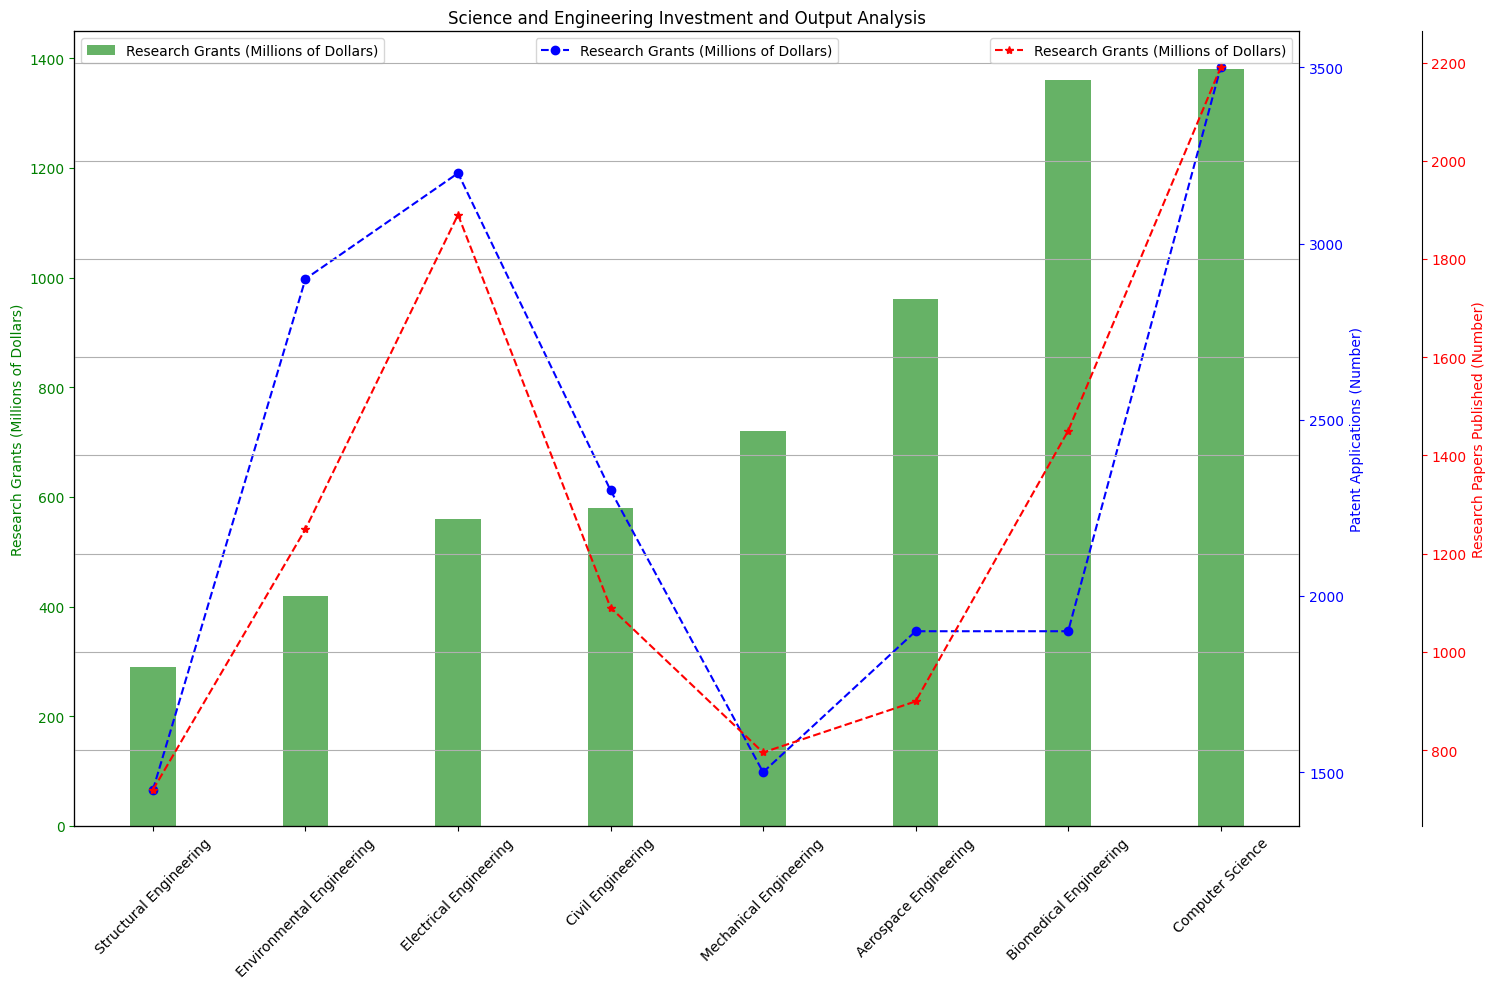 Science and Engineering Investment and Output Analysis
Research Grants (Millions of Dollars)
Research Grants (Millions of Dollars)
Research Grants (Millions of Dollars)
Research Grants (Millions of Dollars)
1400
1200
1000
800
600
400
200
0
3500
3000
2500
2000
1500
Patent Applications (Number)
2200
2000
1800
1600
1400
1200
1000
800
Research Papers Published (Number)
Structural Engineering
Environmental Engineering
Electrical Engineering
Civil Engineering
Mechanical Engineering
Aerospace Engineering
Biomedical Engineering
Computer Science